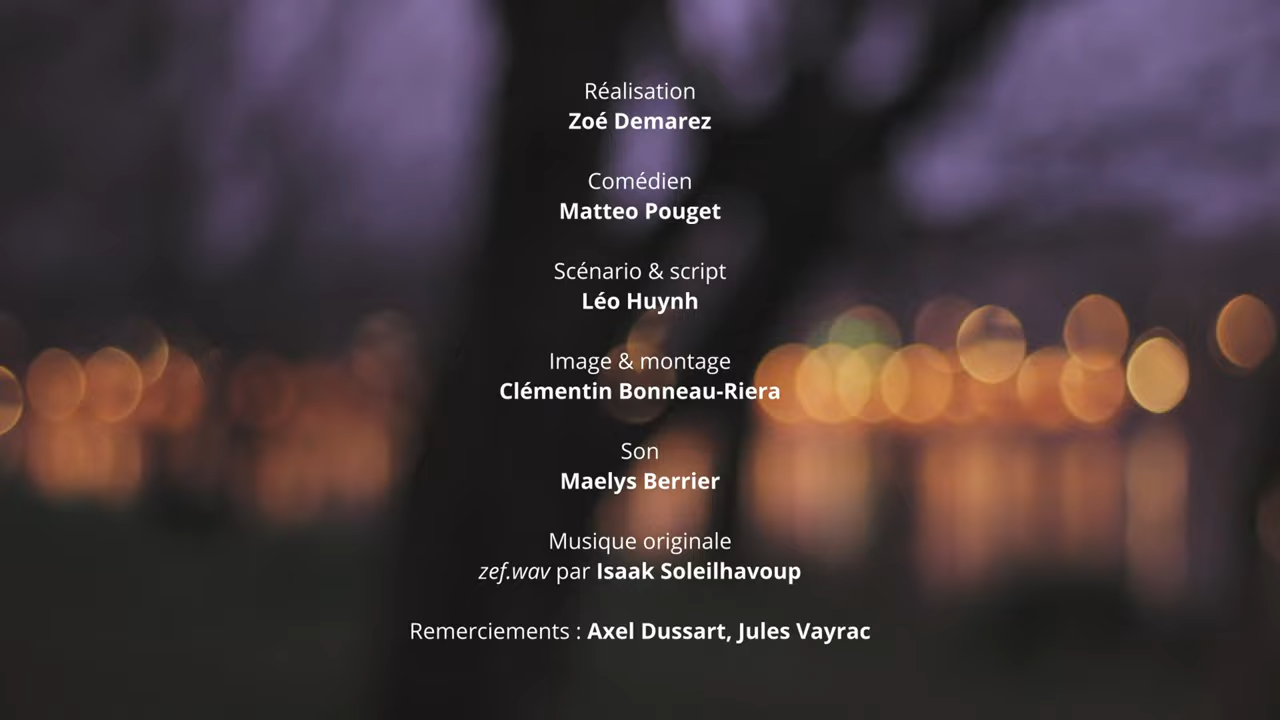 Réalisation
Zoé Demarez
Comédien
Matteo Pouget
Scénario & script
Léo Huynh
Image & montage
Clémentin Bonneau-Riera
Son
Maelys Berrier
Musique originale
zef.wav par Isaak Soleilhavoup
Remerciements : Axel Dussart, Jules Vayrac